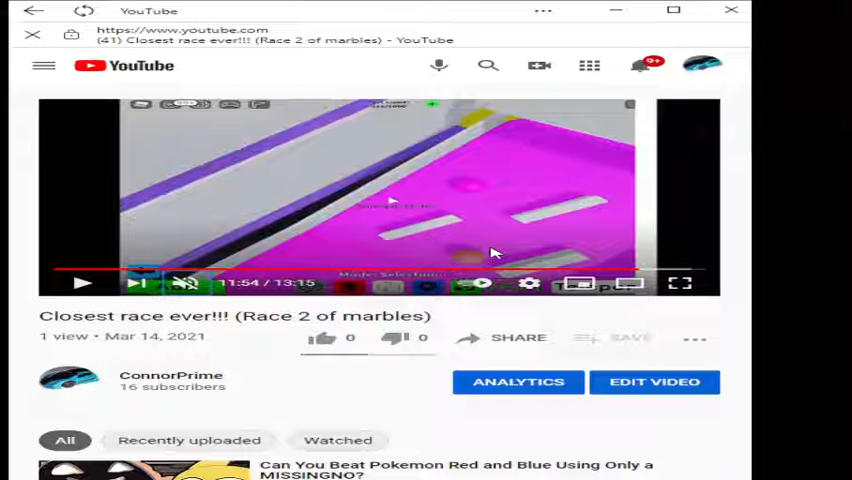 YouTube
https://www.youtube.com
(41) Closest race ever!!! (Race 2 of marbles) - YouTube
YouTube
9+
11:54 / 13:15
Closest race ever!!! (Race 2 of marbles)
1 view • Mar 14, 2021
0
0
SHARE
SAVE
ConnorPrime
16 subscribers
ANALYTICS
EDIT VIDEO
All
Recently uploaded
Watched
Can You Beat Pokemon Red and Blue Using Only a
MISSINGNO?